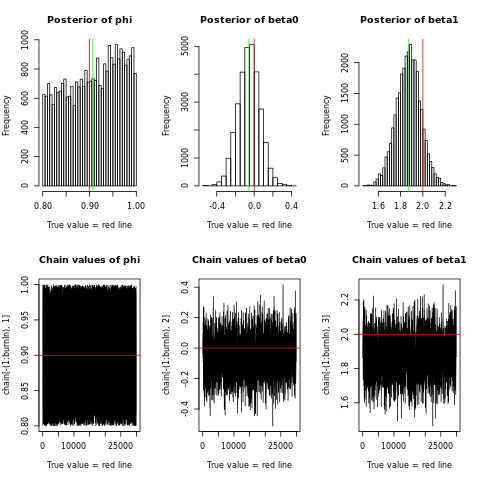 Posterior of phi
Posterior of beta0
Posterior of beta1
Frequency
0 200 400 600 800 1000
0.80 0.90 1.00
True value = red line
Frequency
0 1000 3000 5000
-0.4 0.0 0.4
True value = red line
Frequency
0 500 1000 1500 2000
1.6 1.8 2.0 2.2
True value = red line
Chain values of phi
Chain values of beta0
Chain values of beta1
chain[-(1:burnIn), 1]
0.80 0.85 0.90 0.95 1.00
0 10000 25000
True value = red line
chain[-(1:burnIn), 2]
-0.4 -0.2 0.0 0.2 0.4
0 10000 25000
True value = red line
chain[-(1:burnIn), 3]
1.6 1.8 2.0 2.2
0 10000 25000
True value = red line